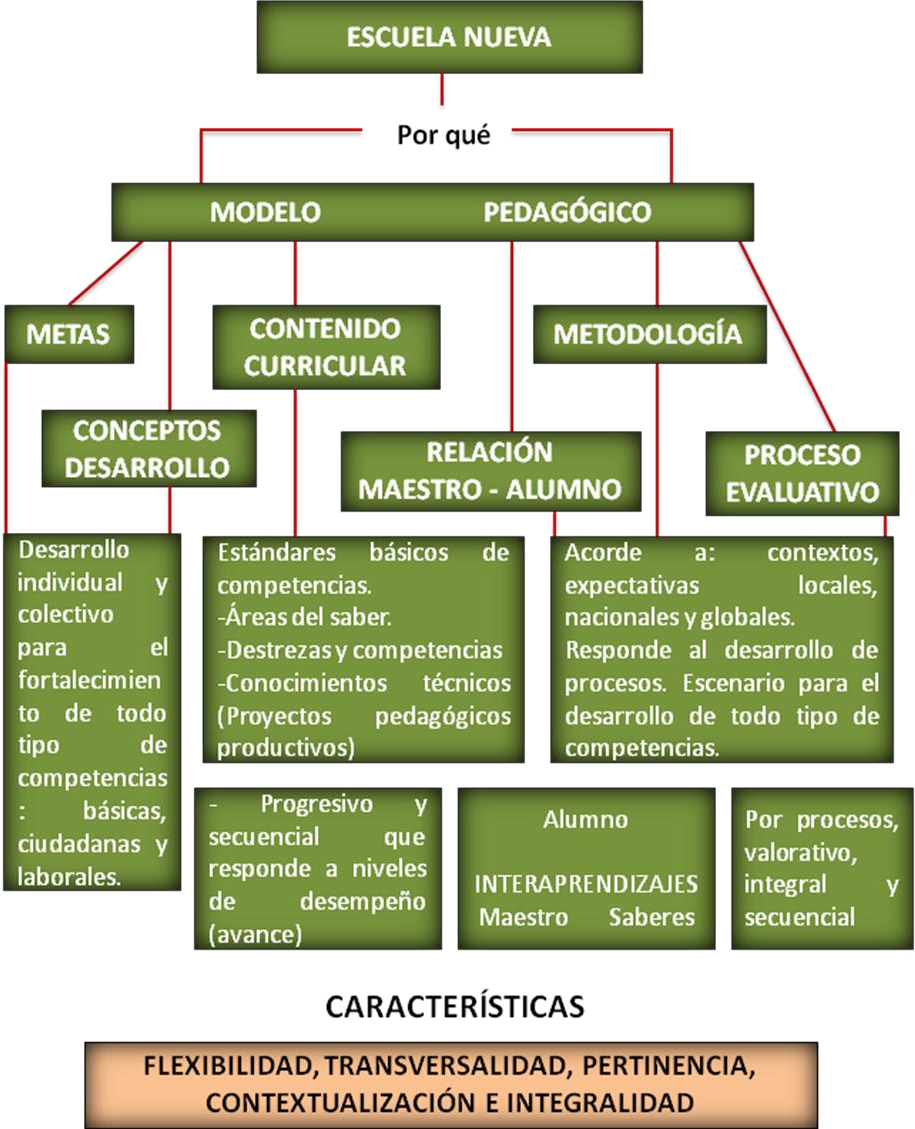 ESCUELA NUEVA
Por qué
MODELO PEDAGÓGICO
METAS
CONTENIDO
CURRICULAR
METODOLOGÍA
CONCEPTOS
DESARROLLO
RELACIÓN
MAESTRO - ALUMNO
PROCESO
EVALUATIVO
Desarrollo
individual y
colectivo
para el
fortalecimien
to de todo
tipo de
competencias
: básicas,
ciudadanas y
laborales.
Estándares básicos de
competencias.
-Áreas del saber.
-Destrezas y competencias
-Conocimientos técnicos
(Proyectos pedagógicos
productivos)
Acorde a: contextos,
expectativas locales,
nacionales y globales.
Responde al desarrollo de
procesos. Escenario para el
desarrollo de todo tipo de
competencias.
- Progresivo y
secuencial que
responde a niveles
de desempeño
(avance)
Alumno
INTERAPRENDIZAJES
Maestro Saberes
Por procesos,
valorativo,
integral y
secuencial
CARACTERÍSTICAS
FLEXIBILIDAD, TRANSVERSALIDAD, PERTINENCIA,
CONTEXTUALIZACIÓN E INTEGRALIDAD